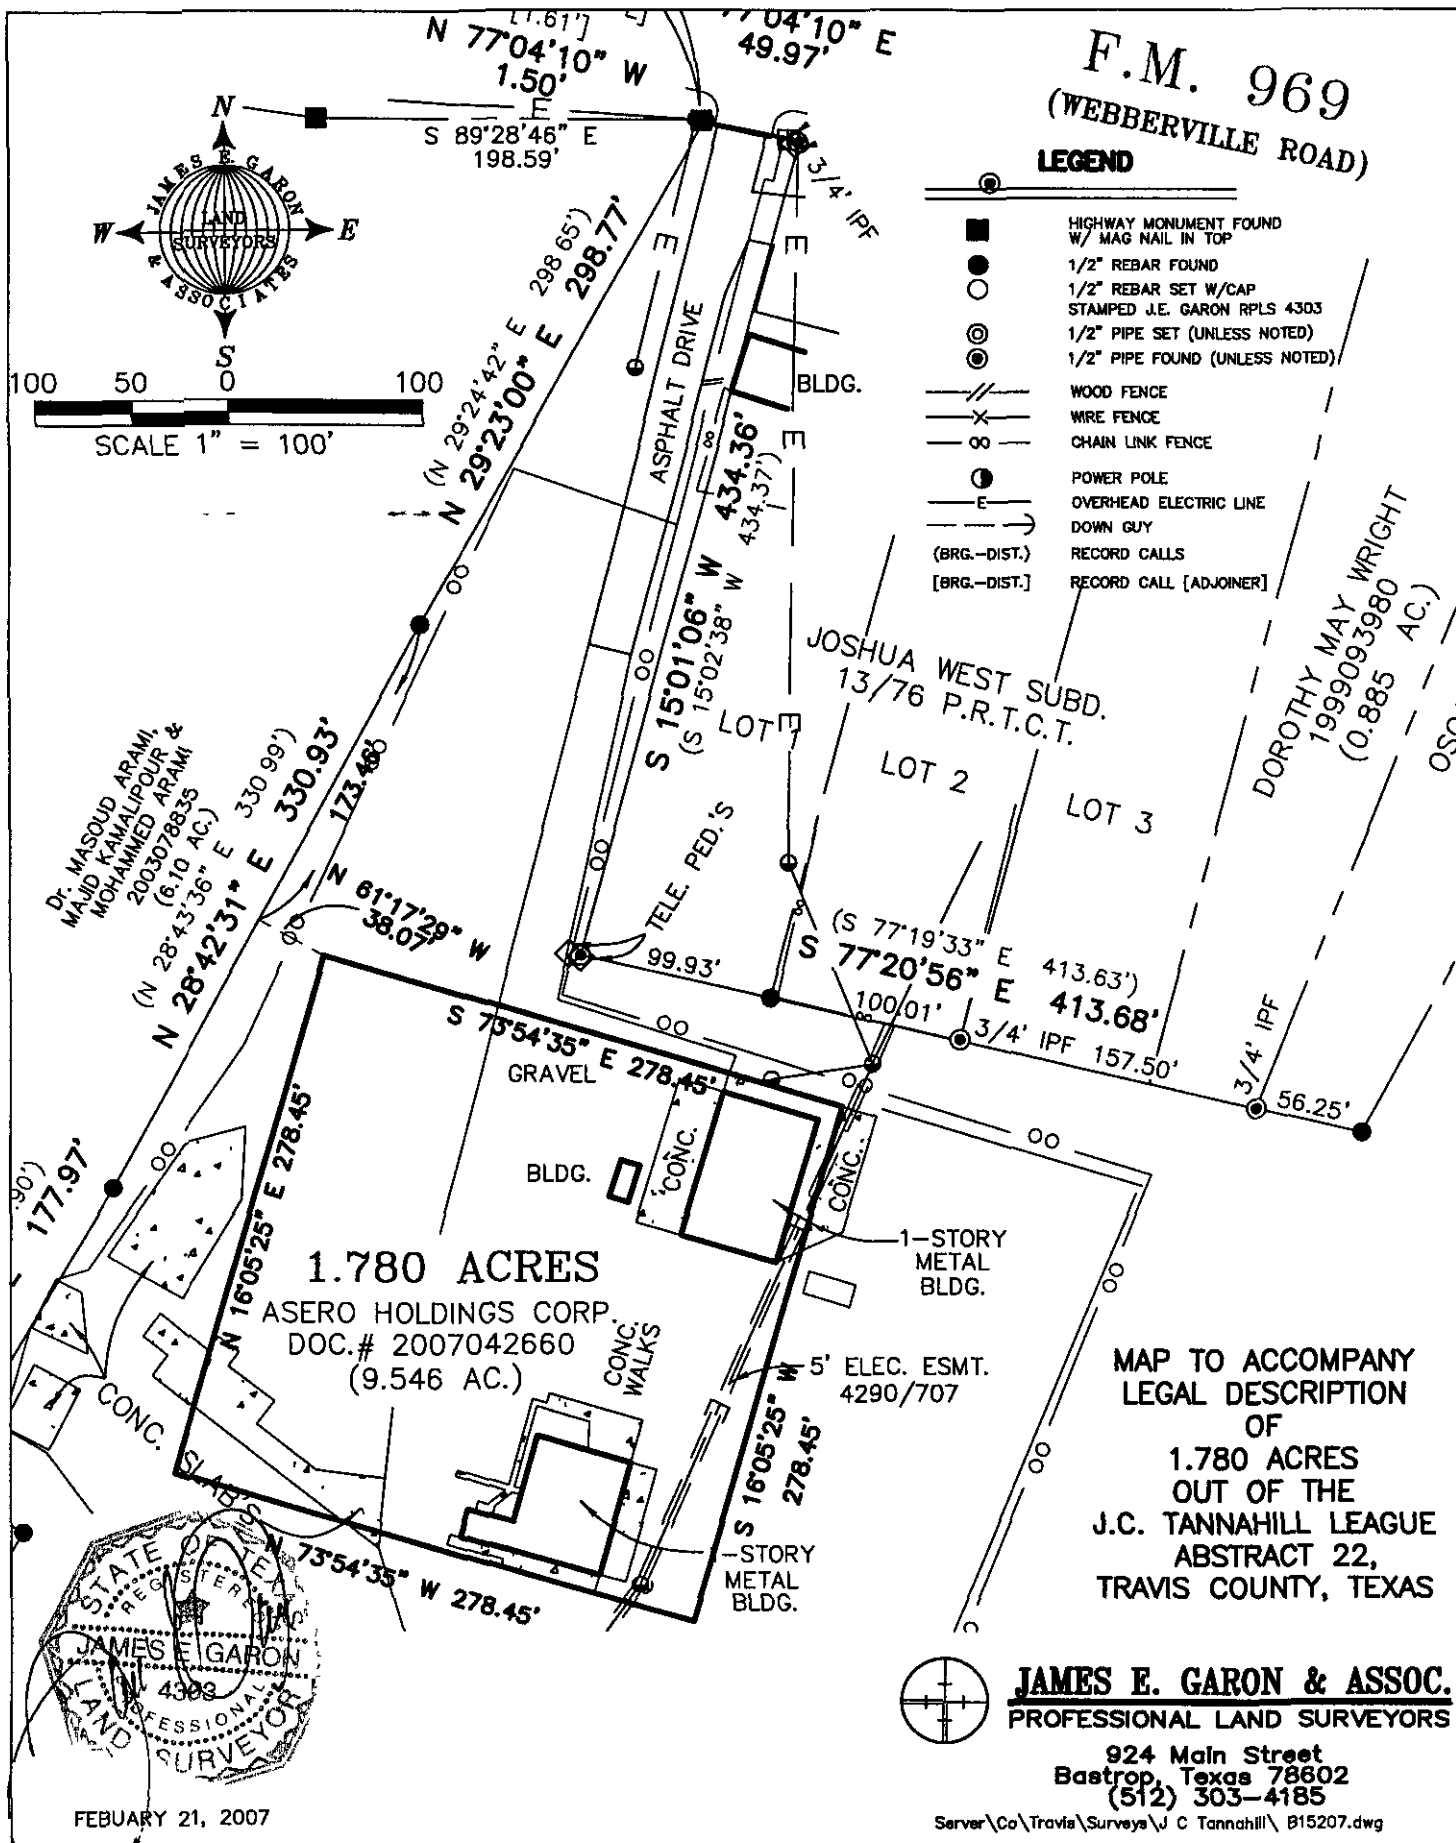 [1.61']
N 77°04'10" W
1.50'
77°04'10" E
49.97'
F.M. 969
(WEBBERVILLE ROAD)
N
JAMES E. GARON
LAND
SURVEYORS
& ASSOCIATES
W
E
S
E
S 89°28'46" E
198.59'
3/4' IPF
LEGEND
HIGHWAY MONUMENT FOUND
W/ MAG NAIL IN TOP
1/2" REBAR FOUND
1/2" REBAR SET W/CAP
STAMPED J.E. GARON RPLS 4303
1/2" PIPE SET (UNLESS NOTED)
1/2" PIPE FOUND (UNLESS NOTED)
WOOD FENCE
WIRE FENCE
CHAIN LINK FENCE
POWER POLE
E OVERHEAD ELECTRIC LINE
DOWN GUY
(BRG.-DIST.) RECORD CALLS
[BRG.-DIST.] RECORD CALL [ADJOINER]
100 50 0 100
SCALE 1" = 100'
(N 29°24'42" E 298 65')
N 29°23'00" E 298.77'
ASPHALT DRIVE
E
E
E
E
E
BLDG.
S 15°01'06" W 434.36'
(S 15°02'38" W 434.37')
JOSHUA WEST SUBD.
13/76 P.R.T.C.T.
LOT 1
LOT 2
LOT 3
DOROTHY MAY WRIGHT
1999093980
(0.885 AC.)
OSC
Dr. MASOUD ARAMI,
MAJID KAMALIPOUR &
MOHAMMED ARAMI
2003078835
(6.10 AC.)
(N 28°43'36" E 330 99')
N 28°42'31" E 330.93'
173.46'
N 61°17'29" W
38.07'
TELE. PED.'S
99.93'
(S 77°19'33" E 413.63')
S 77°20'56" E 413.68'
100.01'
3/4' IPF
157.50'
3/4' IPF
56.25'
S 73°54'35" E 278.45'
GRAVEL
CONC.
BLDG.
CONC.
N 16°05'25" E 278.45'
.90')
177.97'
1-STORY
METAL
BLDG.
1.780 ACRES
ASERO HOLDINGS CORP.
DOC.# 2007042660
(9.546 AC.)
CONC.
WALKS
5' ELEC. ESMT.
4290/707
S 16°05'25" W
278.45'
CONC. SLABS
N 73°54'35" W 278.45'
1-STORY
METAL
BLDG.
MAP TO ACCOMPANY
LEGAL DESCRIPTION
OF
1.780 ACRES
OUT OF THE
J.C. TANNAHILL LEAGUE
ABSTRACT 22,
TRAVIS COUNTY, TEXAS
STATE OF TEXAS
REGISTERED
JAMES E GARON
4303
PROFESSIONAL
LAND SURVEYOR
FEBUARY 21, 2007
JAMES E. GARON & ASSOC.
PROFESSIONAL LAND SURVEYORS
924 Main Street
Bastrop, Texas 78602
(512) 303-4185
Server\Co\Travis\Surveys\J C Tannahill\ B15207.dwg